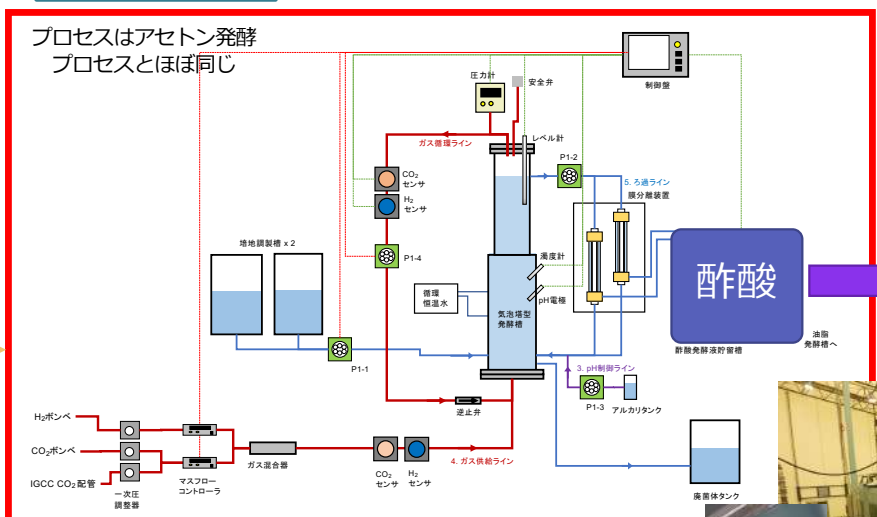 プロセスはアセトン発酵
プロセスとほぼ同じ
圧力計
安全弁
制御盤
ガス循環ライン
レベル計
CO2
センサ
H2
センサ
P1-2
5. ろ過ライン
膜分離装置
P1-4
培地調製槽 x 2
濁度計
pH電極
循環
恒温水
気泡塔型
発酵槽
酢酸
酢酸発酵液貯留槽
油脂
発酵槽へ
P1-1
3. pH制御ライン
P1-3
アルカリタンク
逆止弁
H2ボンベ
CO2ボンベ
IGCC CO2 配管
一次圧
調整器
マスフロー
コントローラ
ガス混合器
CO2
センサ
H2
センサ
4. ガス供給ライン
廃菌体タンク